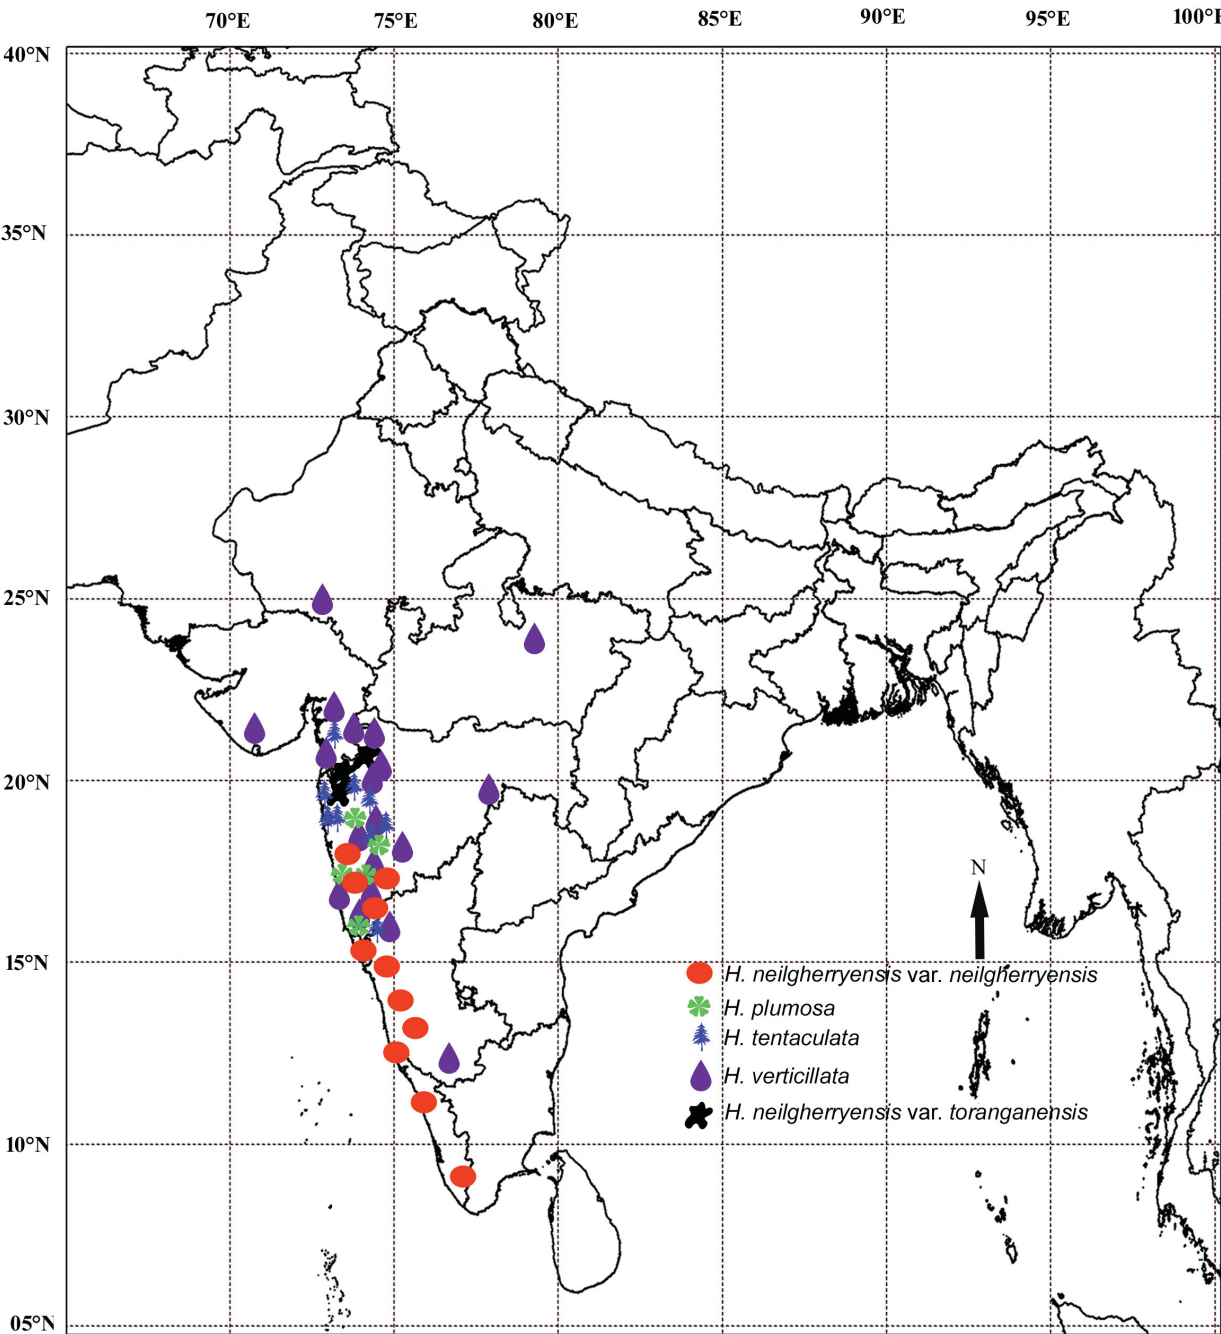 70°E 75°E 80°E 85°E 90°E 95°E 100°E
40°N
35°N
30°N
25°N
20°N
15°N
10°N
05°N
N
H. neilgherryensis var. neilgherryensis
H. plumosa
H. tentaculata
H. verticillata
H. neilgherryensis var. toranganensis